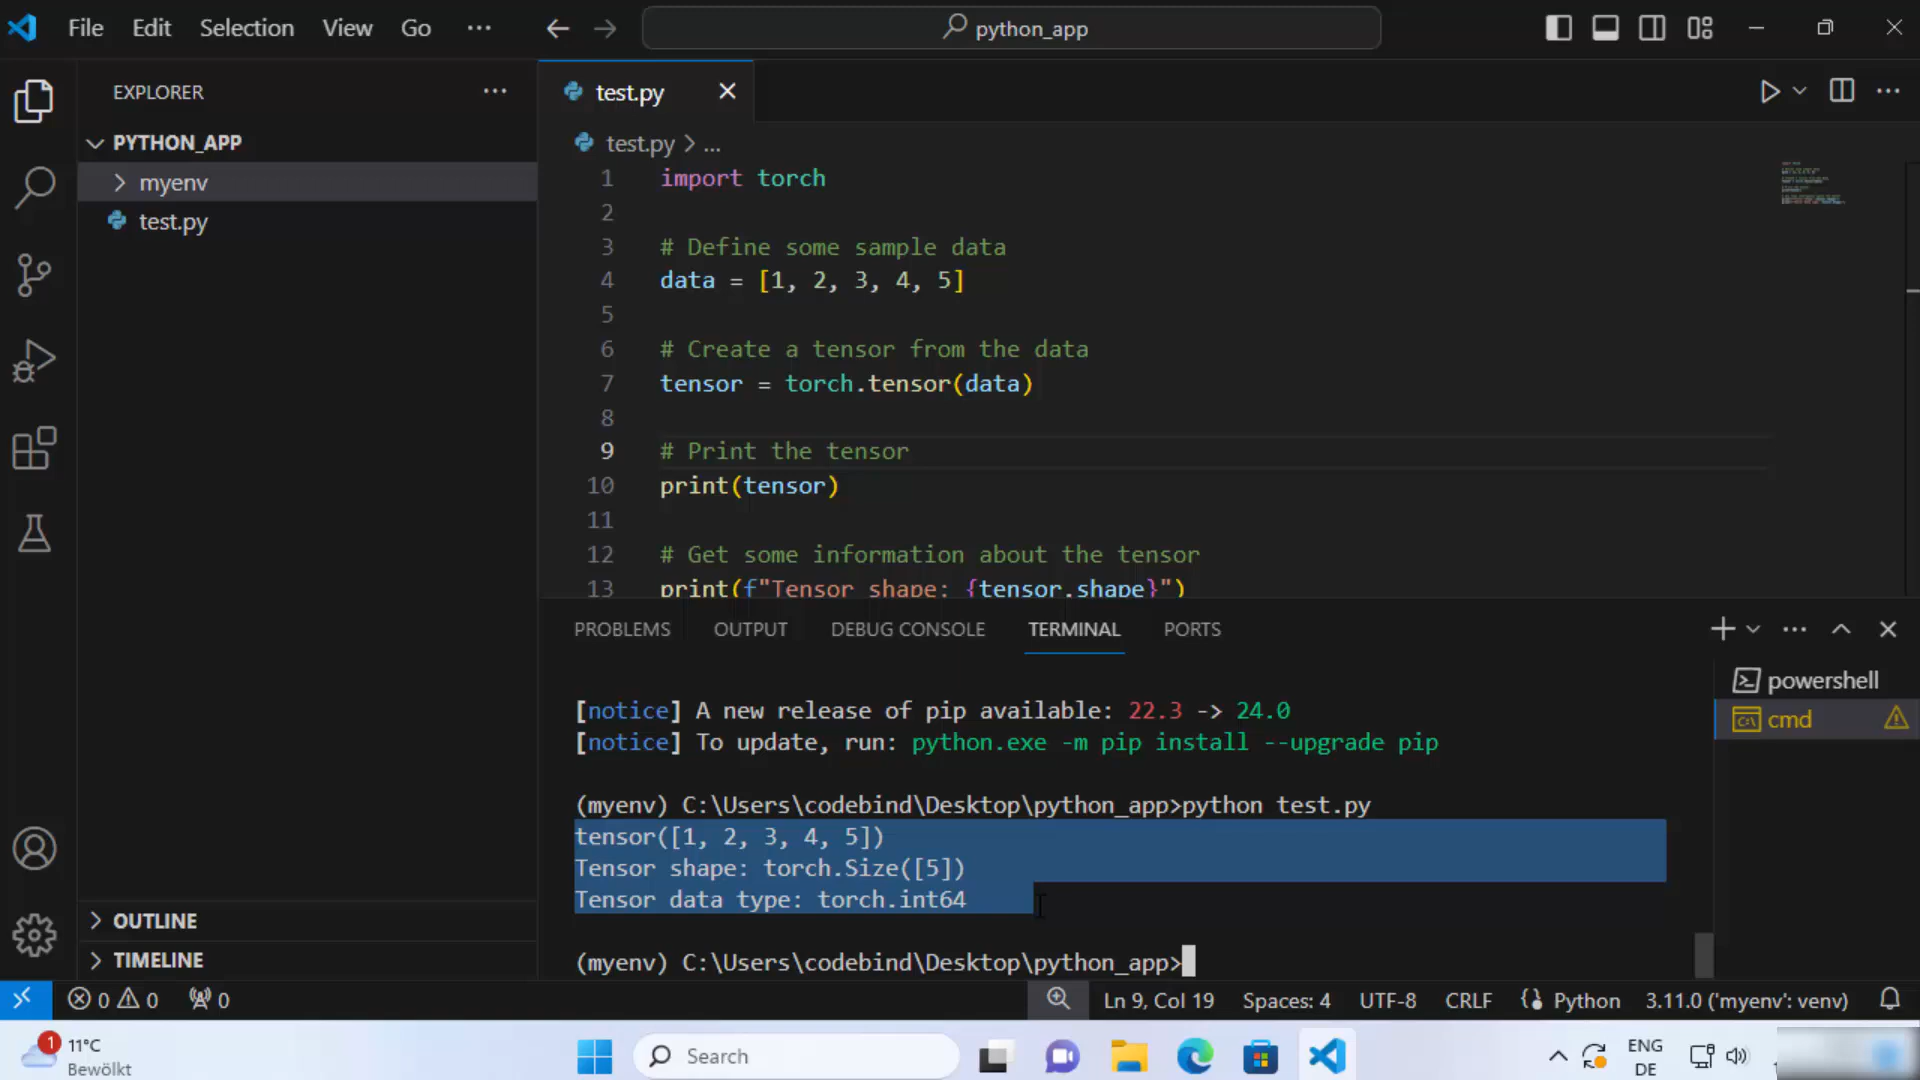 File Edit Selection View Go ··· python_app
EXPLORER ···
PYTHON_APP
myenv
test.py
test.py
test.py > ...
1 import torch
2
3 # Define some sample data
4 data = [1, 2, 3, 4, 5]
5
6 # Create a tensor from the data
7 tensor = torch.tensor(data)
8
9 # Print the tensor
10 print(tensor)
11
12 # Get some information about the tensor
13 print(f"Tensor shape: {tensor.shape}")
PROBLEMS OUTPUT DEBUG CONSOLE TERMINAL PORTS
powershell
cmd
[notice] A new release of pip available: 22.3 -> 24.0
[notice] To update, run: python.exe -m pip install --upgrade pip
(myenv) C:\Users\codebind\Desktop\python_app>python test.py
tensor([1, 2, 3, 4, 5])
Tensor shape: torch.Size([5])
Tensor data type: torch.int64
(myenv) C:\Users\codebind\Desktop\python_app>
OUTLINE
TIMELINE
0 0 0 Ln 9, Col 19 Spaces: 4 UTF-8 CRLF Python 3.11.0 ('myenv': venv)
1 11°C
Bewölkt
Search
ENG
DE